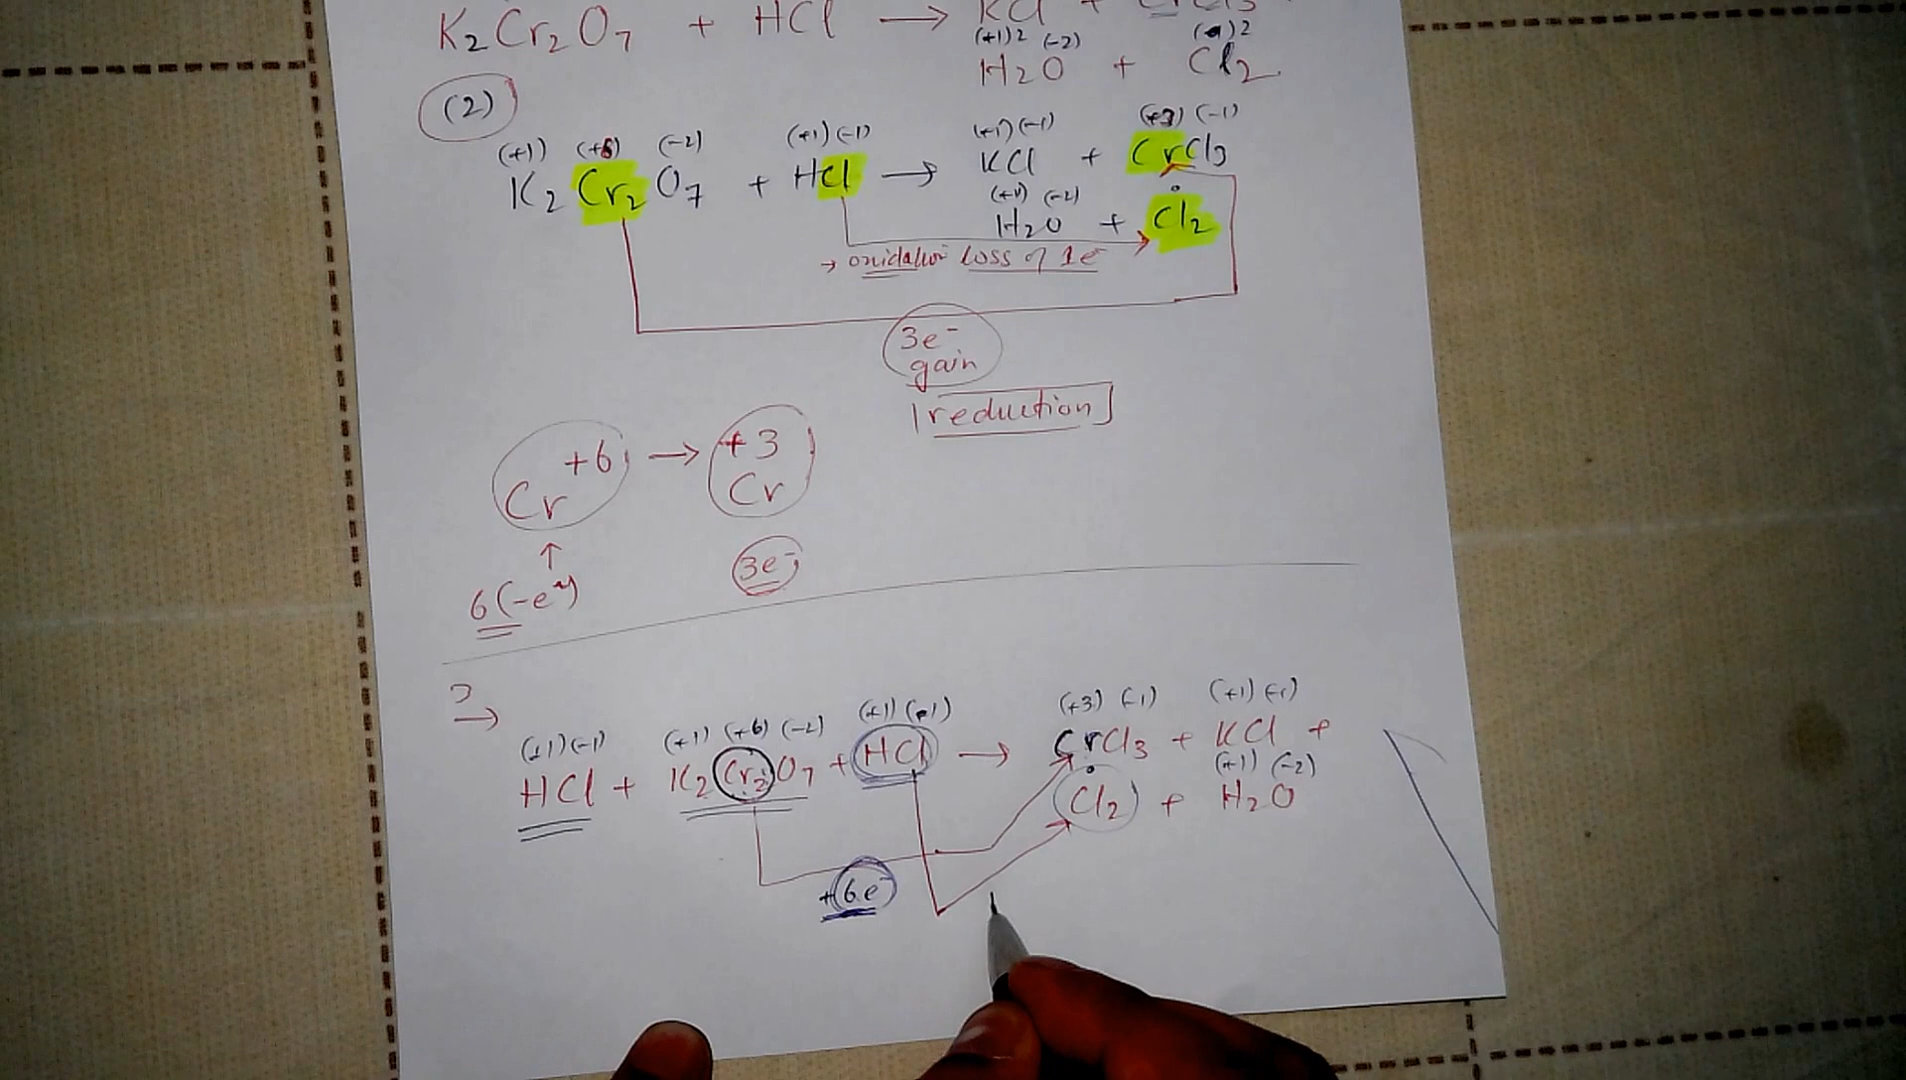 K2Cr2O7 + HCl → KCl + CrCl3
(+1)2 (-2) (0)2
H2O + Cl2
(2)
(+1) (+6) (-2) (+1) (-1) (+1) (-1) (+3) (-1)
K2Cr2O7 + HCl → KCl + CrCl3
(+1) (-2)
H2O + Cl2
→ oxidation Loss of 1e
3e-
gain
reduction
Cr+6 → +3 Cr
3e-
6(-e)
→
(+1)(-1) (+1) (+6) (-2) (+1) (-1) (+3) (-1) (+1) (-1)
HCl + K2Cr2O7 + HCl → CrCl3 + KCl +
(+1) (-2)
Cl2 + H2O
+6e-